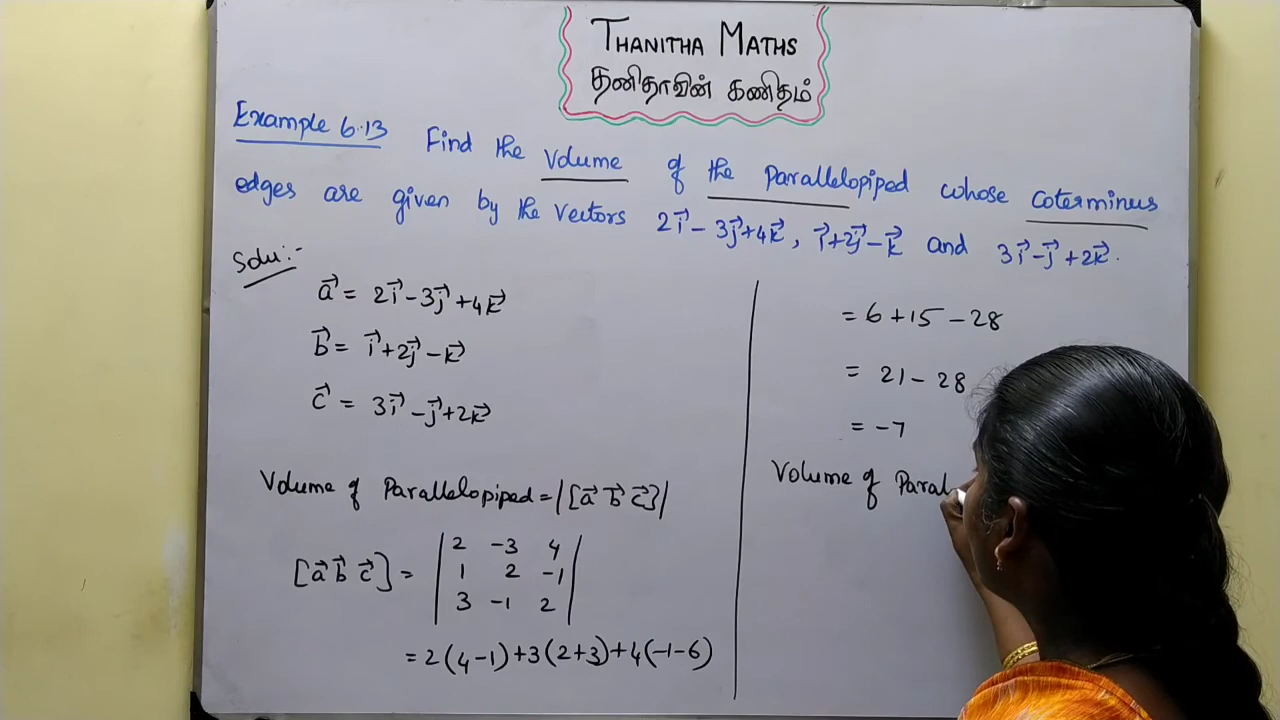 THANITHA MATHS
தனிதாவின் கணிதம்
Example 6.13 Find the Volume of the Parallelopiped whose coterminus
edges are given by the vectors 2i⃗ - 3j⃗ + 4k⃗, i⃗ + 2j⃗ - k⃗ and 3i⃗ - j⃗ + 2k⃗.
Solu:-
a⃗ = 2i⃗ - 3j⃗ + 4k⃗
b⃗ = i⃗ + 2j⃗ - k⃗
c⃗ = 3i⃗ - j⃗ + 2k⃗
Volume of Parallelopiped = |[a⃗ b⃗ c⃗]|
[a⃗ b⃗ c⃗] = | 2 -3 4 |
| 1 2 -1 |
| 3 -1 2 |
= 2(4-1) + 3(2+3) + 4(-1-6)
= 6 + 15 - 28
= 21 - 28
= -7
Volume of Paral